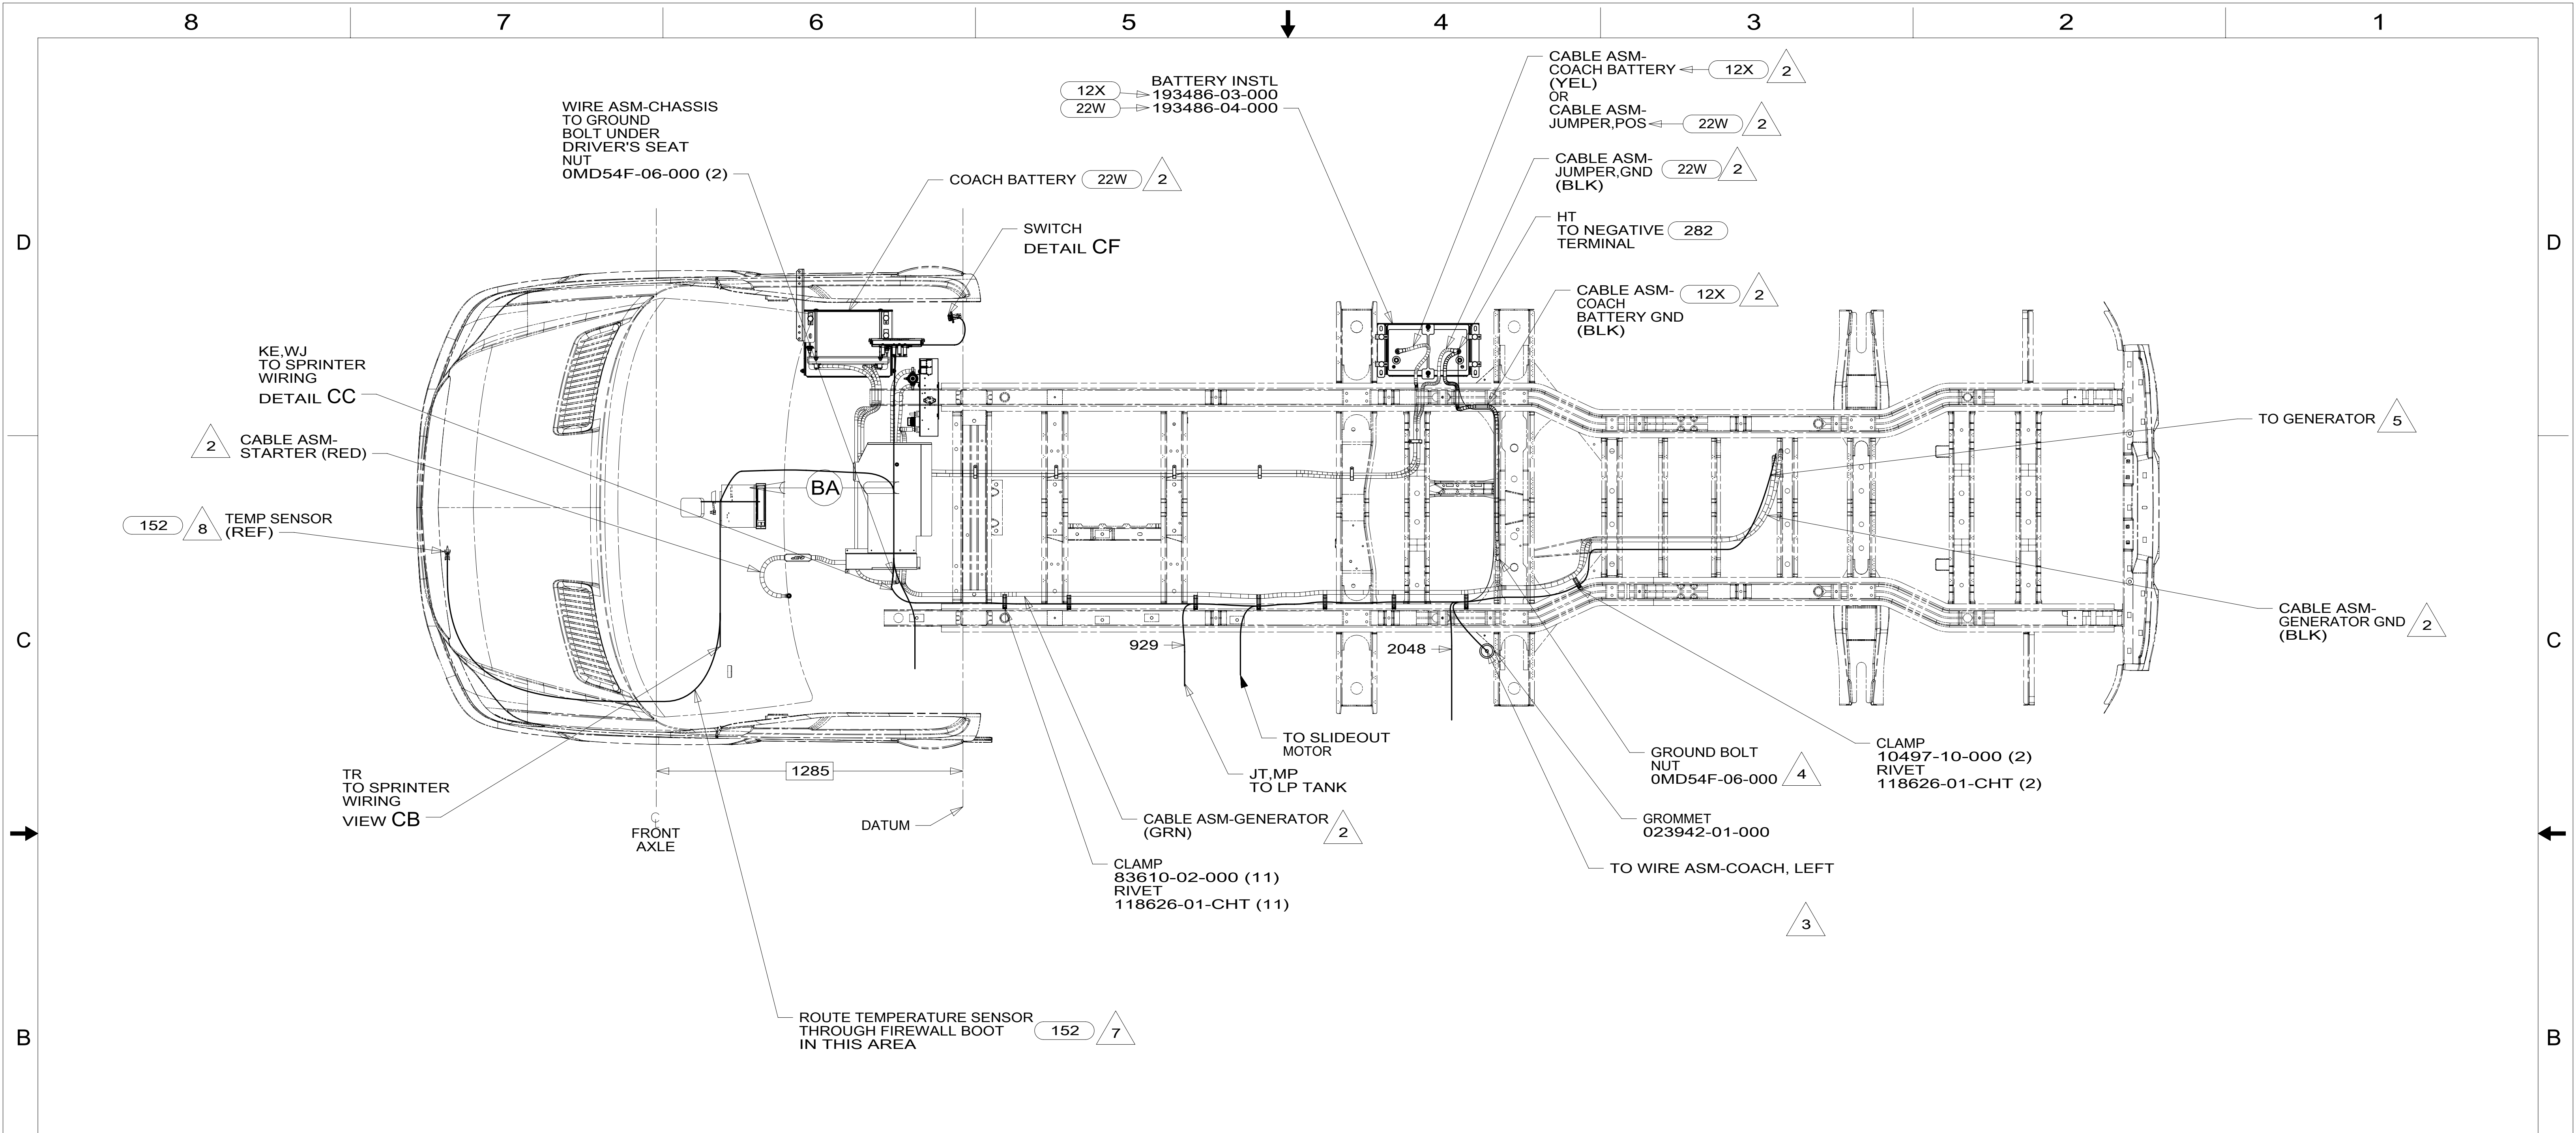 8 7 6 5 4 3 2 1
WIRE ASM-CHASSIS
TO GROUND
BOLT UNDER
DRIVER'S SEAT
NUT
0MD54F-06-000 (2)
COACH BATTERY 22W 2
SWITCH
DETAIL CF
BATTERY INSTL
12X 193486-03-000
22W 193486-04-000
CABLE ASM-
COACH BATTERY 12X 2
(YEL)
OR
CABLE ASM-
JUMPER,POS 22W 2
CABLE ASM-
JUMPER,GND 22W 2
(BLK)
HT
TO NEGATIVE 282
TERMINAL
CABLE ASM- 12X 2
COACH
BATTERY GND
(BLK)
D
D
KE,WJ
TO SPRINTER
WIRING
DETAIL CC
2 CABLE ASM-
STARTER (RED)
152 8 TEMP SENSOR
(REF)
BA
TO GENERATOR 5
CABLE ASM-
GENERATOR GND 2
(BLK)
C
C
929
2048
1285
TR
TO SPRINTER
WIRING
VIEW CB
FRONT
AXLE
DATUM
TO SLIDEOUT
MOTOR
JT,MP
TO LP TANK
CABLE ASM-GENERATOR 2
(GRN)
CLAMP
83610-02-000 (11)
RIVET
118626-01-CHT (11)
GROUND BOLT
NUT
0MD54F-06-000 4
CLAMP
10497-10-000 (2)
RIVET
118626-01-CHT (2)
GROMMET
023942-01-000
TO WIRE ASM-COACH, LEFT
3
ROUTE TEMPERATURE SENSOR
THROUGH FIREWALL BOOT 152 7
IN THIS AREA
B
B